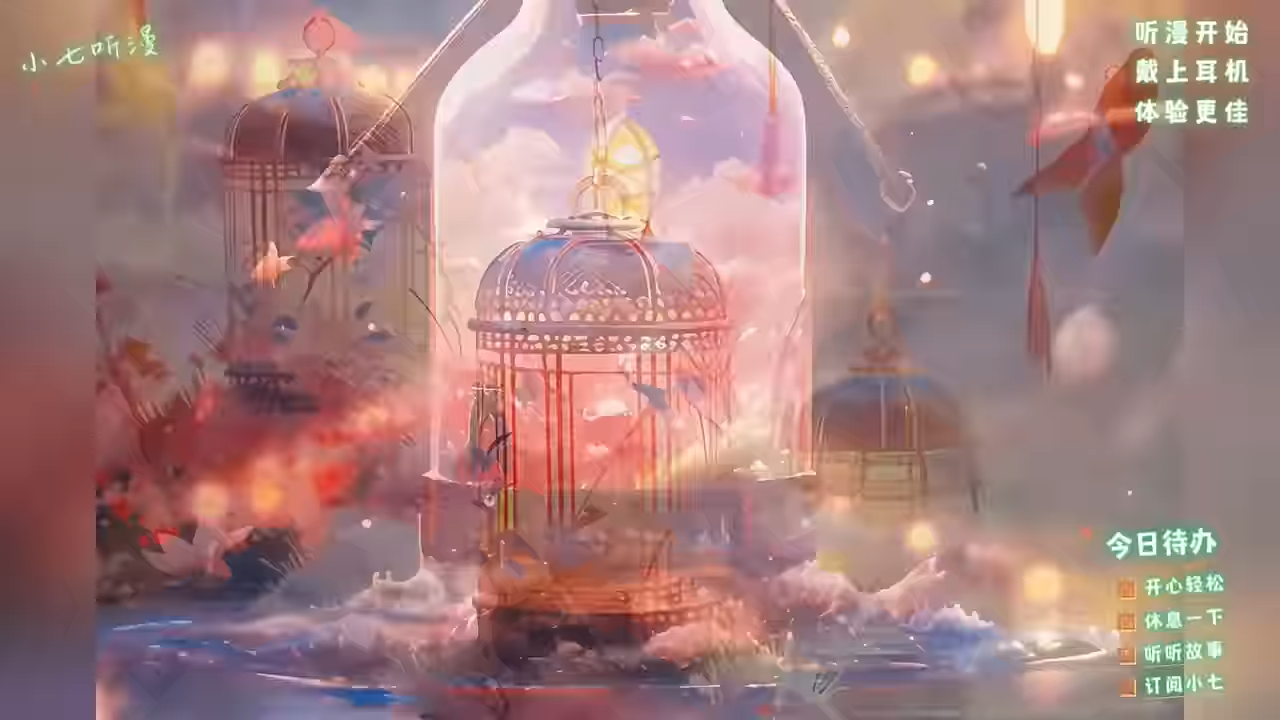 小七听漫
听漫开始
戴上耳机
体验更佳
今日待办
开心轻松
休息一下
听听故事
订阅小七